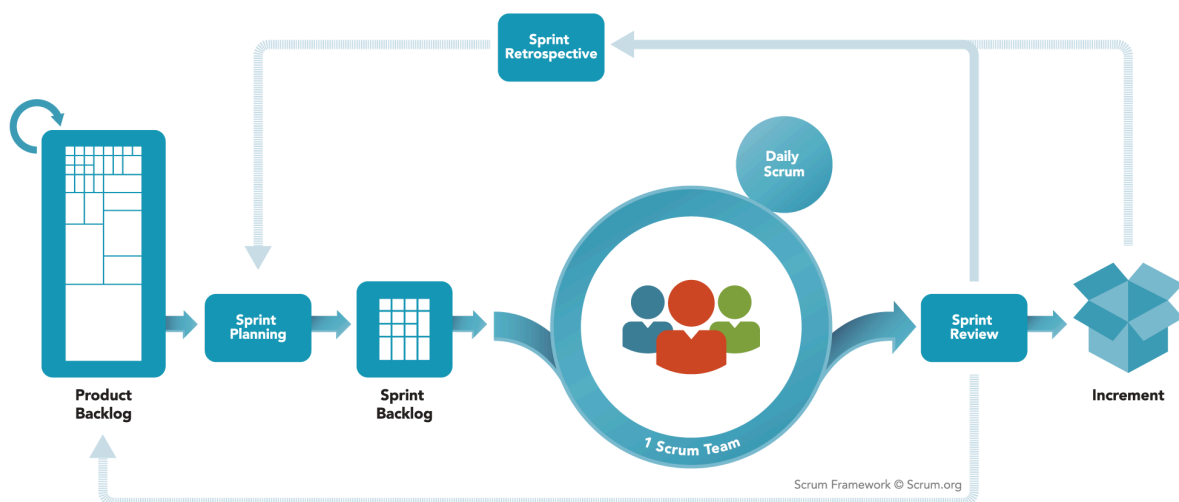 Sprint
Retrospective
Daily
Scrum
Sprint
Planning
Sprint
Review
Product
Backlog
Sprint
Backlog
Increment
1 Scrum Team
Scrum Framework © Scrum.org